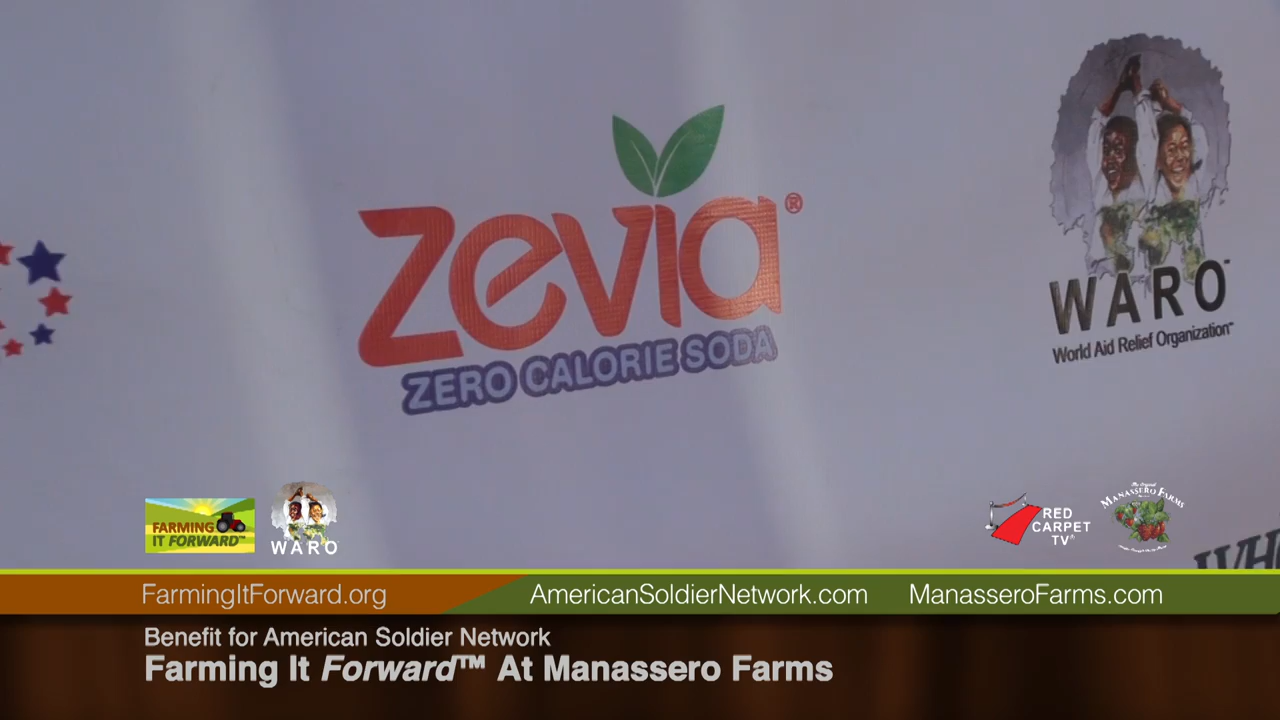 zevia®
ZERO CALORIE SODA
WARO™
World Aid Relief Organization™
FARMING
IT FORWARD™
WARO
RED
CARPET
TV®
The Original
MANASSERO FARMS
FarmingItForward.org
AmericanSoldierNetwork.com
ManasseroFarms.com
Benefit for American Soldier Network
Farming It Forward™ At Manassero Farms